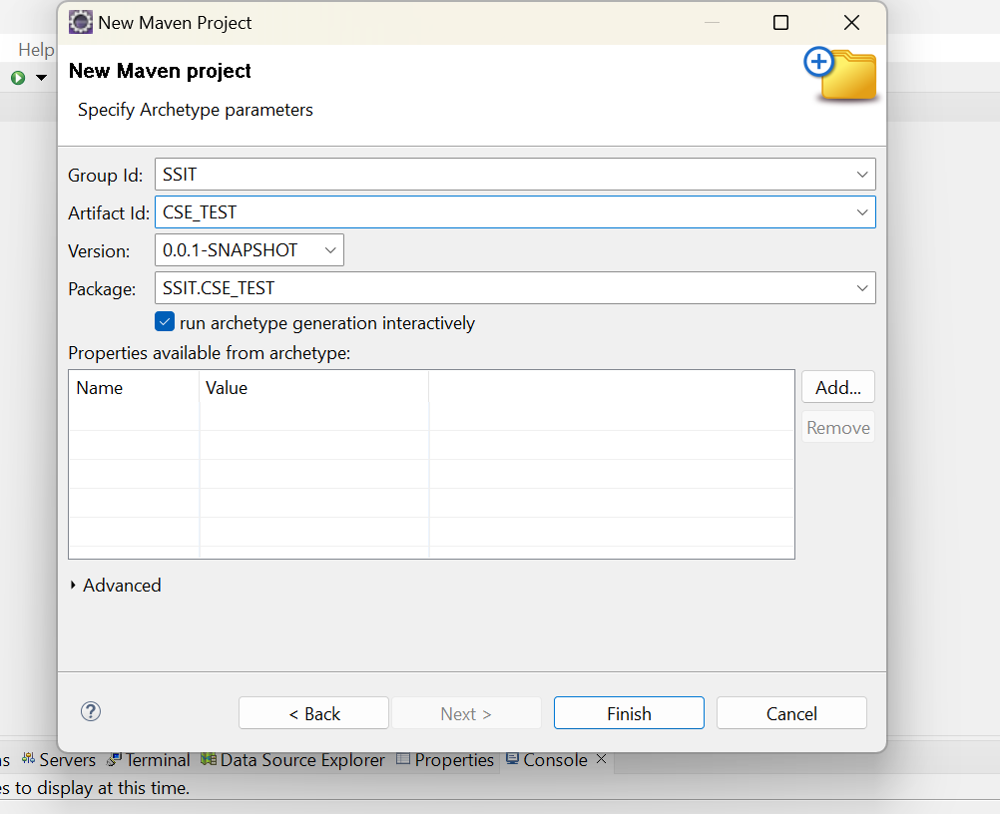 New Maven Project
Help
New Maven project
Specify Archetype parameters
Group Id: SSIT
Artifact Id: CSE_TEST
Version: 0.0.1-SNAPSHOT
Package: SSIT.CSE_TEST
run archetype generation interactively
Properties available from archetype:
Name Value
Add...
Remove
Advanced
< Back Next > Finish Cancel
Servers Terminal Data Source Explorer Properties Console
to display at this time.